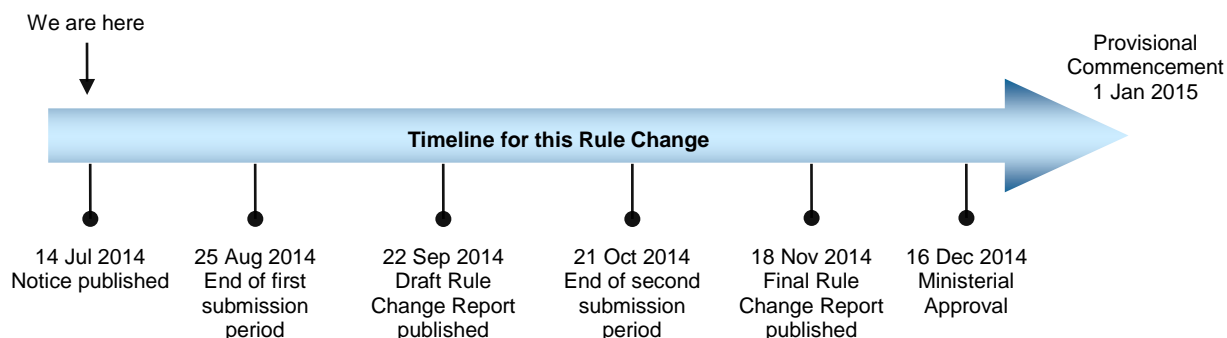 We are here
Provisional
Commencement
1 Jan 2015
Timeline for this Rule Change
14 Jul 2014
Notice published
25 Aug 2014
End of first
submission
period
22 Sep 2014
Draft Rule
Change Report
published
21 Oct 2014
End of second
submission
period
18 Nov 2014
Final Rule
Change Report
published
16 Dec 2014
Ministerial
Approval